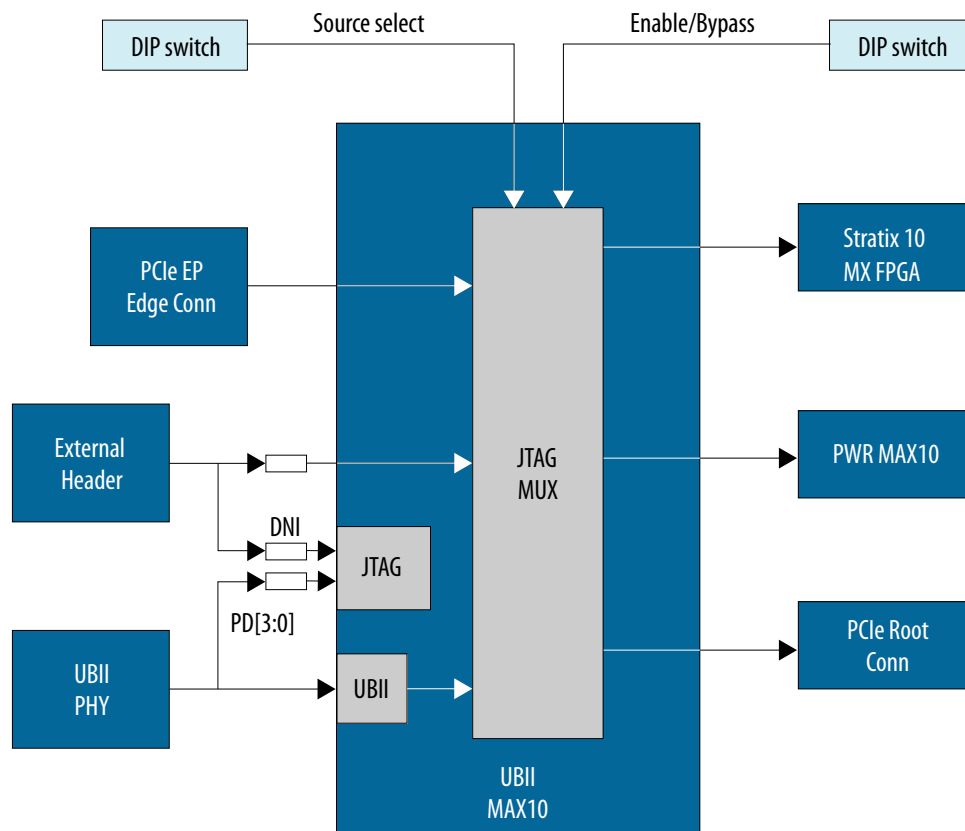 Source select
Enable/Bypass
DIP switch
DIP switch
PCIe EP
Edge Conn
Stratix 10
MX FPGA
External
Header
JTAG
MUX
PWR MAX10
DNI
JTAG
PD[3:0]
UBII
PHY
UBII
PCIe Root
Conn
UBII
MAX10